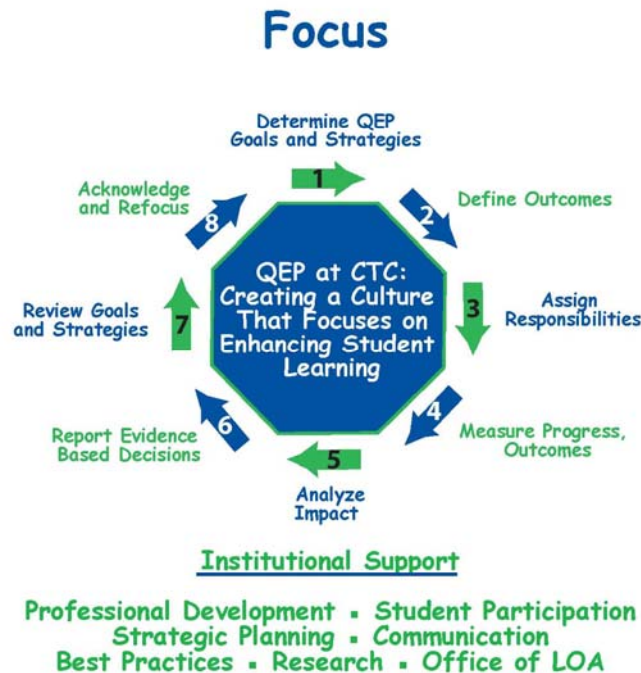 Focus
Determine QEP
Goals and Strategies
1
2
Define Outcomes
3
Assign
Responsibilities
4
Measure Progress,
Outcomes
5
Analyze
Impact
6
Report Evidence
Based Decisions
7
Review Goals
and Strategies
8
Acknowledge
and Refocus
QEP at CTC:
Creating a Culture
That Focuses on
Enhancing Student
Learning
Institutional Support
Professional Development ▪ Student Participation
Strategic Planning ▪ Communication
Best Practices ▪ Research ▪ Office of LOA